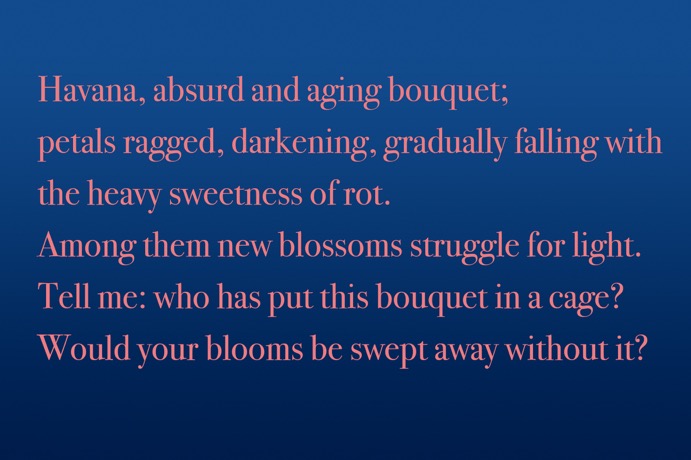 Havana, absurd and aging bouquet;
petals ragged, darkening, gradually falling with
the heavy sweetness of rot.
Among them new blossoms struggle for light.
Tell me: who has put this bouquet in a cage?
Would your blooms be swept away without it?